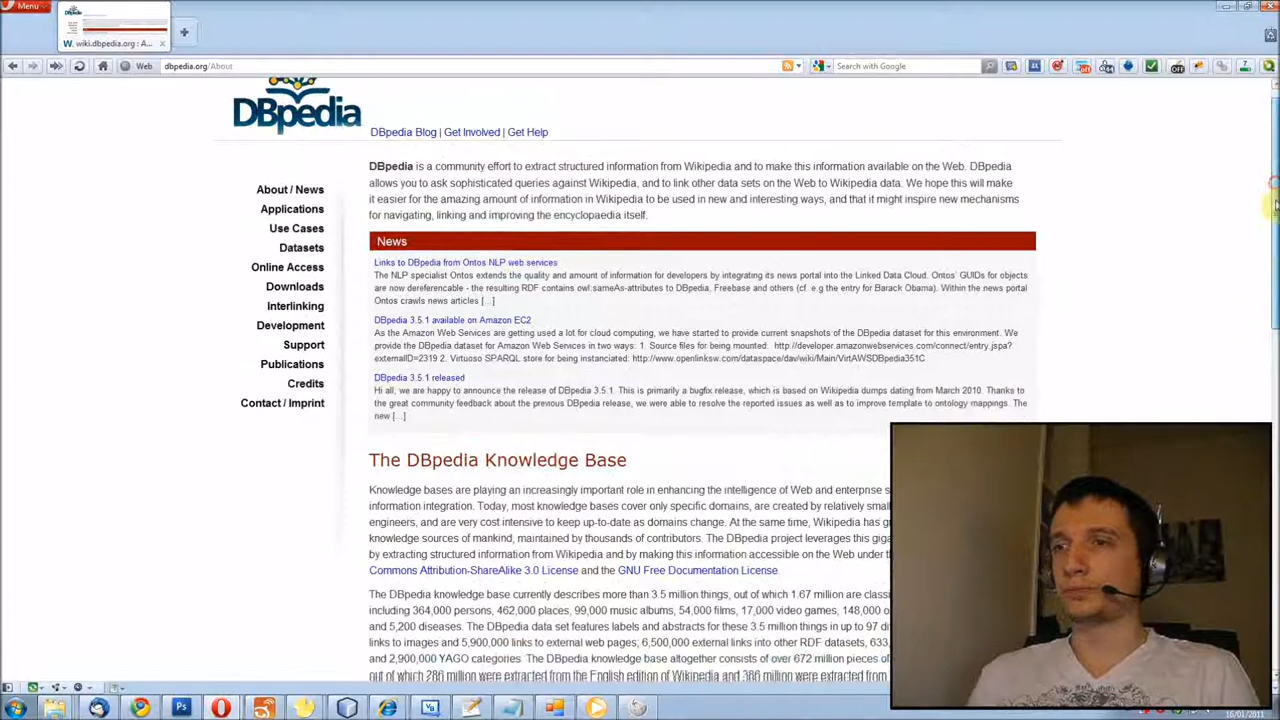 Menu
W. wiki.dbpedia.org : A...
Web dbpedia.org/About Search with Google
DBpedia
DBpedia Blog | Get Involved | Get Help
DBpedia is a community effort to extract structured information from Wikipedia and to make this information available on the Web. DBpedia
allows you to ask sophisticated queries against Wikipedia, and to link other data sets on the Web to Wikipedia data. We hope this will make
it easier for the amazing amount of information in Wikipedia to be used in new and interesting ways, and that it might inspire new mechanisms
for navigating, linking and improving the encyclopaedia itself.
About / News
Applications
Use Cases
Datasets
Online Access
Downloads
Interlinking
Development
Support
Publications
Credits
Contact / Imprint
News
Links to DBpedia from Ontos NLP web services
The NLP specialist Ontos extends the quality and amount of information for developers by integrating its news portal into the Linked Data Cloud. Ontos' GUIDs for objects
are now dereferencable - the resulting RDF contains owl:sameAs-attributes to DBpedia, Freebase and others (cf. e.g the entry for Barack Obama). Within the news portal
Ontos crawls news articles [...]
DBpedia 3.5.1 available on Amazon EC2
As the Amazon Web Services are getting used a lot for cloud computing, we have started to provide current snapshots of the DBpedia dataset for this environment. We
provide the DBpedia dataset for Amazon Web Services in two ways: 1. Source files for being mounted: http://developer.amazonwebservices.com/connect/entry.jspa?
externalID=2319 2. Virtuoso SPARQL store for being instanciated: http://www.openlinksw.com/dataspace/dav/wiki/Main/VirtAWSDBpedia351C
DBpedia 3.5.1 released
Hi all, we are happy to announce the release of DBpedia 3.5.1. This is primarily a bugfix release, which is based on Wikipedia dumps dating from March 2010. Thanks to
the great community feedback about the previous DBpedia release, we were able to resolve the reported issues as well as to improve template to ontology mappings. The
new [...]
The DBpedia Knowledge Base
Knowledge bases are playing an increasingly important role in enhancing the intelligence of Web and enterprise s
information integration. Today, most knowledge bases cover only specific domains, are created by relatively small
engineers, and are very cost intensive to keep up-to-date as domains change. At the same time, Wikipedia has gr
knowledge sources of mankind, maintained by thousands of contributors. The DBpedia project leverages this giga
by extracting structured information from Wikipedia and by making this information accessible on the Web under
Commons Attribution-ShareAlike 3.0 License and the GNU Free Documentation License.
The DBpedia knowledge base currently describes more than 3.5 million things, out of which 1.67 million are classi
including 364,000 persons, 462,000 places, 99,000 music albums, 54,000 films, 17,000 video games, 148,000 o
and 5,200 diseases. The DBpedia data set features labels and abstracts for these 3.5 million things in up to 97 di
links to images and 5,900,000 links to external web pages; 6,500,000 external links into other RDF datasets, 633,
and 2,900,000 YAGO categories. The DBpedia knowledge base altogether consists of over 672 million pieces of
out of which 286 million were extracted from the English edition of Wikipedia and 386 million were extracted from
16/01/2011